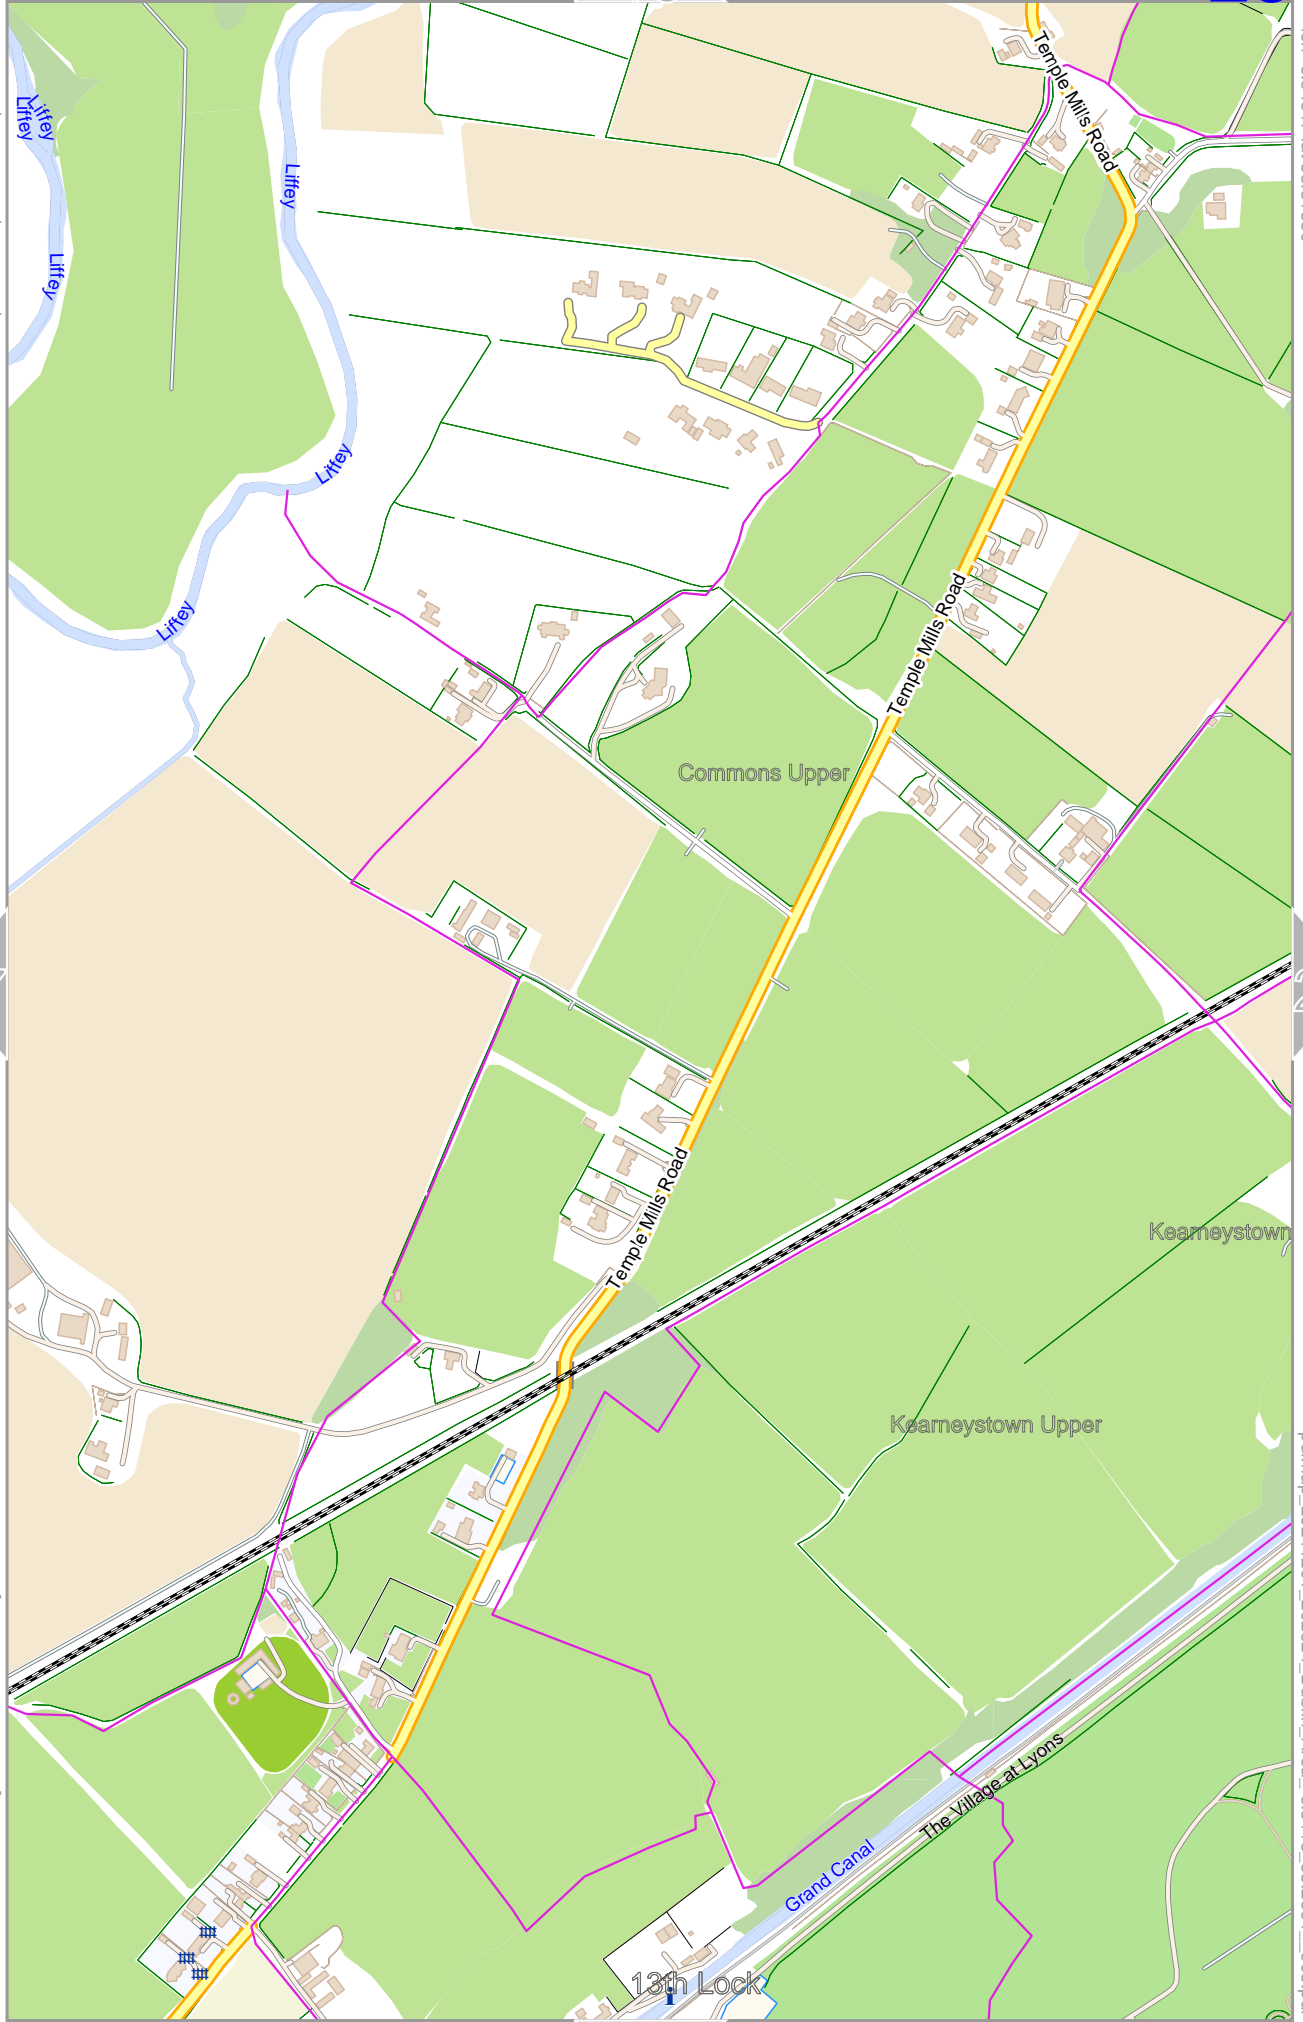 Temple Mills Road
Liffey
Liffey
Liffey
Liffey
Liffey
Temple Mills Road
Liffey
Commons Upper
Temple Mills Road
Kearneystown
Kearneystown Upper
The Village at Lyons
Grand Canal
13th Lock